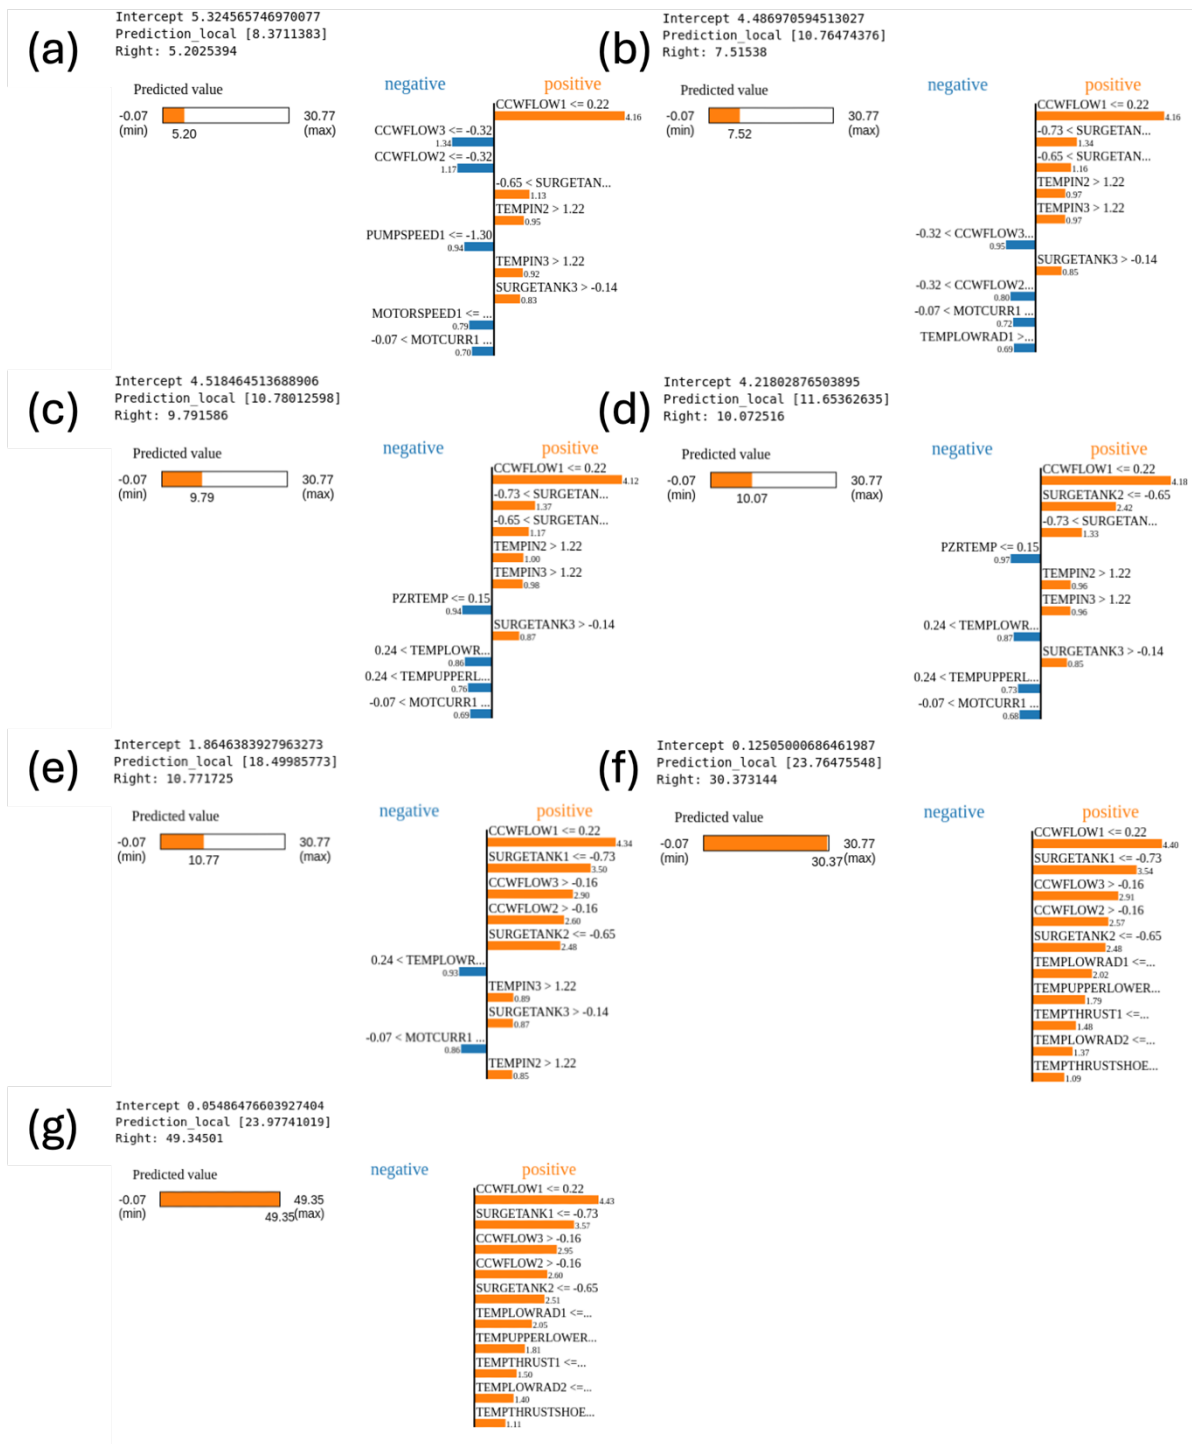 (a)
Intercept 5.324565746970077
Prediction_local [8.3711383]
Right: 5.2025394
Predicted value
-0.07
(min)
5.20
30.77
(max)
negative
positive
CCWFLOW1 <= 0.22
4.16
CCWFLOW3 <= -0.32
1.34
CCWFLOW2 <= -0.32
1.17
-0.65 < SURGETAN...
1.13
TEMPIN2 > 1.22
0.95
PUMPSPEED1 <= -1.30
0.94
TEMPIN3 > 1.22
0.92
SURGETANK3 > -0.14
0.83
MOTORSPEED1 <= ...
0.79
-0.07 < MOTCURR1 ...
0.70
(b)
Intercept 4.486970594513027
Prediction_local [10.76474376]
Right: 7.51538
Predicted value
-0.07
(min)
7.52
30.77
(max)
negative
positive
CCWFLOW1 <= 0.22
4.16
-0.73 < SURGETAN...
1.34
-0.65 < SURGETAN...
1.16
TEMPIN2 > 1.22
0.97
TEMPIN3 > 1.22
0.97
-0.32 < CCWFLOW3...
0.95
SURGETANK3 > -0.14
0.85
-0.32 < CCWFLOW2...
0.80
-0.07 < MOTCURR1 ...
0.72
TEMPLOWRAD1 >...
0.69
(c)
Intercept 4.518464513688906
Prediction_local [10.78012598]
Right: 9.791586
Predicted value
-0.07
(min)
9.79
30.77
(max)
negative
positive
CCWFLOW1 <= 0.22
4.12
-0.73 < SURGETAN...
1.37
-0.65 < SURGETAN...
1.17
TEMPIN2 > 1.22
1.00
TEMPIN3 > 1.22
0.98
PZRTEMP <= 0.15
0.94
SURGETANK3 > -0.14
0.87
0.24 < TEMPLOWR...
0.86
0.24 < TEMPUPPERL...
0.76
-0.07 < MOTCURR1 ...
0.69
(d)
Intercept 4.21802876503895
Prediction_local [11.65362635]
Right: 10.072516
Predicted value
-0.07
(min)
10.07
30.77
(max)
negative
positive
CCWFLOW1 <= 0.22
4.18
SURGETANK2 <= -0.65
2.42
-0.73 < SURGETAN...
1.33
PZRTEMP <= 0.15
0.97
TEMPIN2 > 1.22
0.96
TEMPIN3 > 1.22
0.96
0.24 < TEMPLOWR...
0.87
SURGETANK3 > -0.14
0.85
0.24 < TEMPUPPERL...
0.73
-0.07 < MOTCURR1 ...
0.68
(e)
Intercept 1.8646383927963273
Prediction_local [18.49985773]
Right: 10.771725
Predicted value
-0.07
(min)
10.77
30.77
(max)
negative
positive
CCWFLOW1 <= 0.22
4.34
SURGETANK1 <= -0.73
3.50
CCWFLOW3 > -0.16
2.90
CCWFLOW2 > -0.16
2.60
SURGETANK2 <= -0.65
2.48
0.24 < TEMPLOWR...
0.93
TEMPIN3 > 1.22
0.89
SURGETANK3 > -0.14
0.87
-0.07 < MOTCURR1 ...
0.86
TEMPIN2 > 1.22
0.85
(f)
Intercept 0.12505000686461987
Prediction_local [23.76475548]
Right: 30.373144
Predicted value
-0.07
(min)
30.37
30.77
(max)
negative
positive
CCWFLOW1 <= 0.22
4.40
SURGETANK1 <= -0.73
3.54
CCWFLOW3 > -0.16
2.91
CCWFLOW2 > -0.16
2.57
SURGETANK2 <= -0.65
2.48
TEMPLOWRAD1 <=...
2.02
TEMPUPPERLOWER...
1.79
TEMPTHRUST1 <=...
1.48
TEMPLOWRAD2 <=...
1.37
TEMPTHRUSTSHOE...
1.09
(g)
Intercept 0.05486476603927404
Prediction_local [23.97741019]
Right: 49.34501
Predicted value
-0.07
(min)
49.35
49.35
(max)
negative
positive
CCWFLOW1 <= 0.22
4.43
SURGETANK1 <= -0.73
3.57
CCWFLOW3 > -0.16
2.95
CCWFLOW2 > -0.16
2.60
SURGETANK2 <= -0.65
2.51
TEMPLOWRAD1 <=...
2.05
TEMPUPPERLOWER...
1.81
TEMPTHRUST1 <=...
1.50
TEMPLOWRAD2 <=...
1.40
TEMPTHRUSTSHOE...
1.11